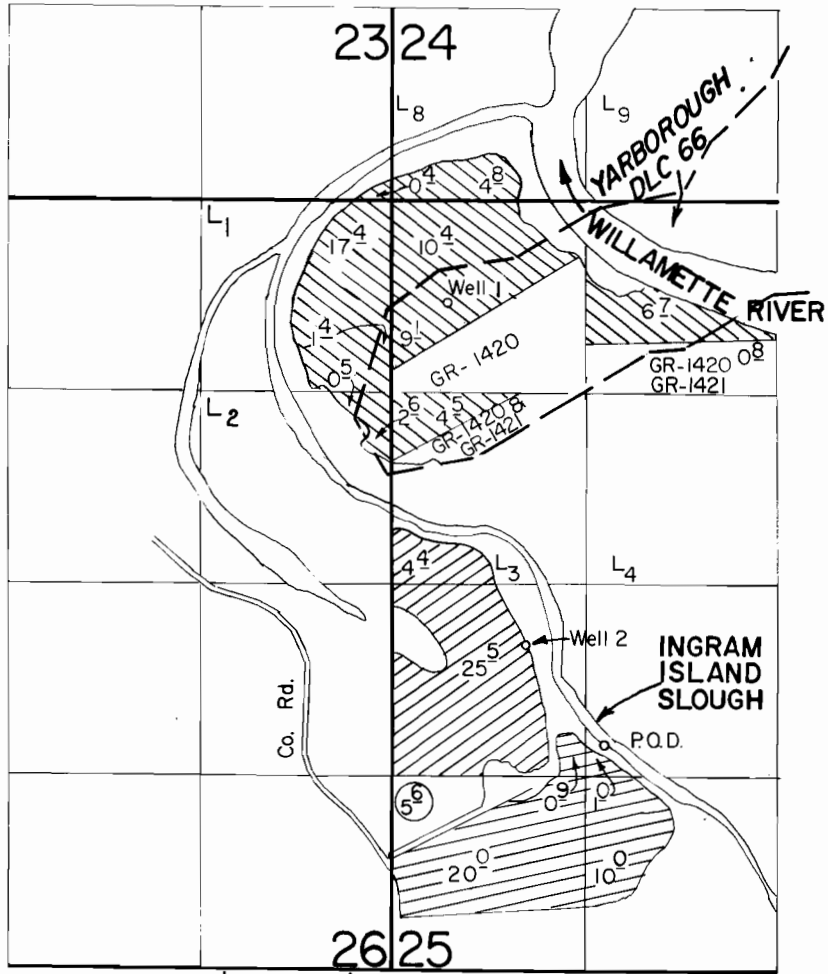 23 24
L8
L9
YARBOROUGH
DLC 66
0 4
4 8
L1
17 4
10 4
WILLAMETTE
RIVER
Well 1
6 7
1 4
9 1
GR-1420
GR-1420 0 8
GR-1421
0 5
L2
2 6
4 5
GR-1420 &
GR-1421
4 4
L3
L4
Well 2
25 5
INGRAM
ISLAND
SLOUGH
Co. Rd.
P.O.D.
5 6
0 9
1 0
20 0
10 0
26 25